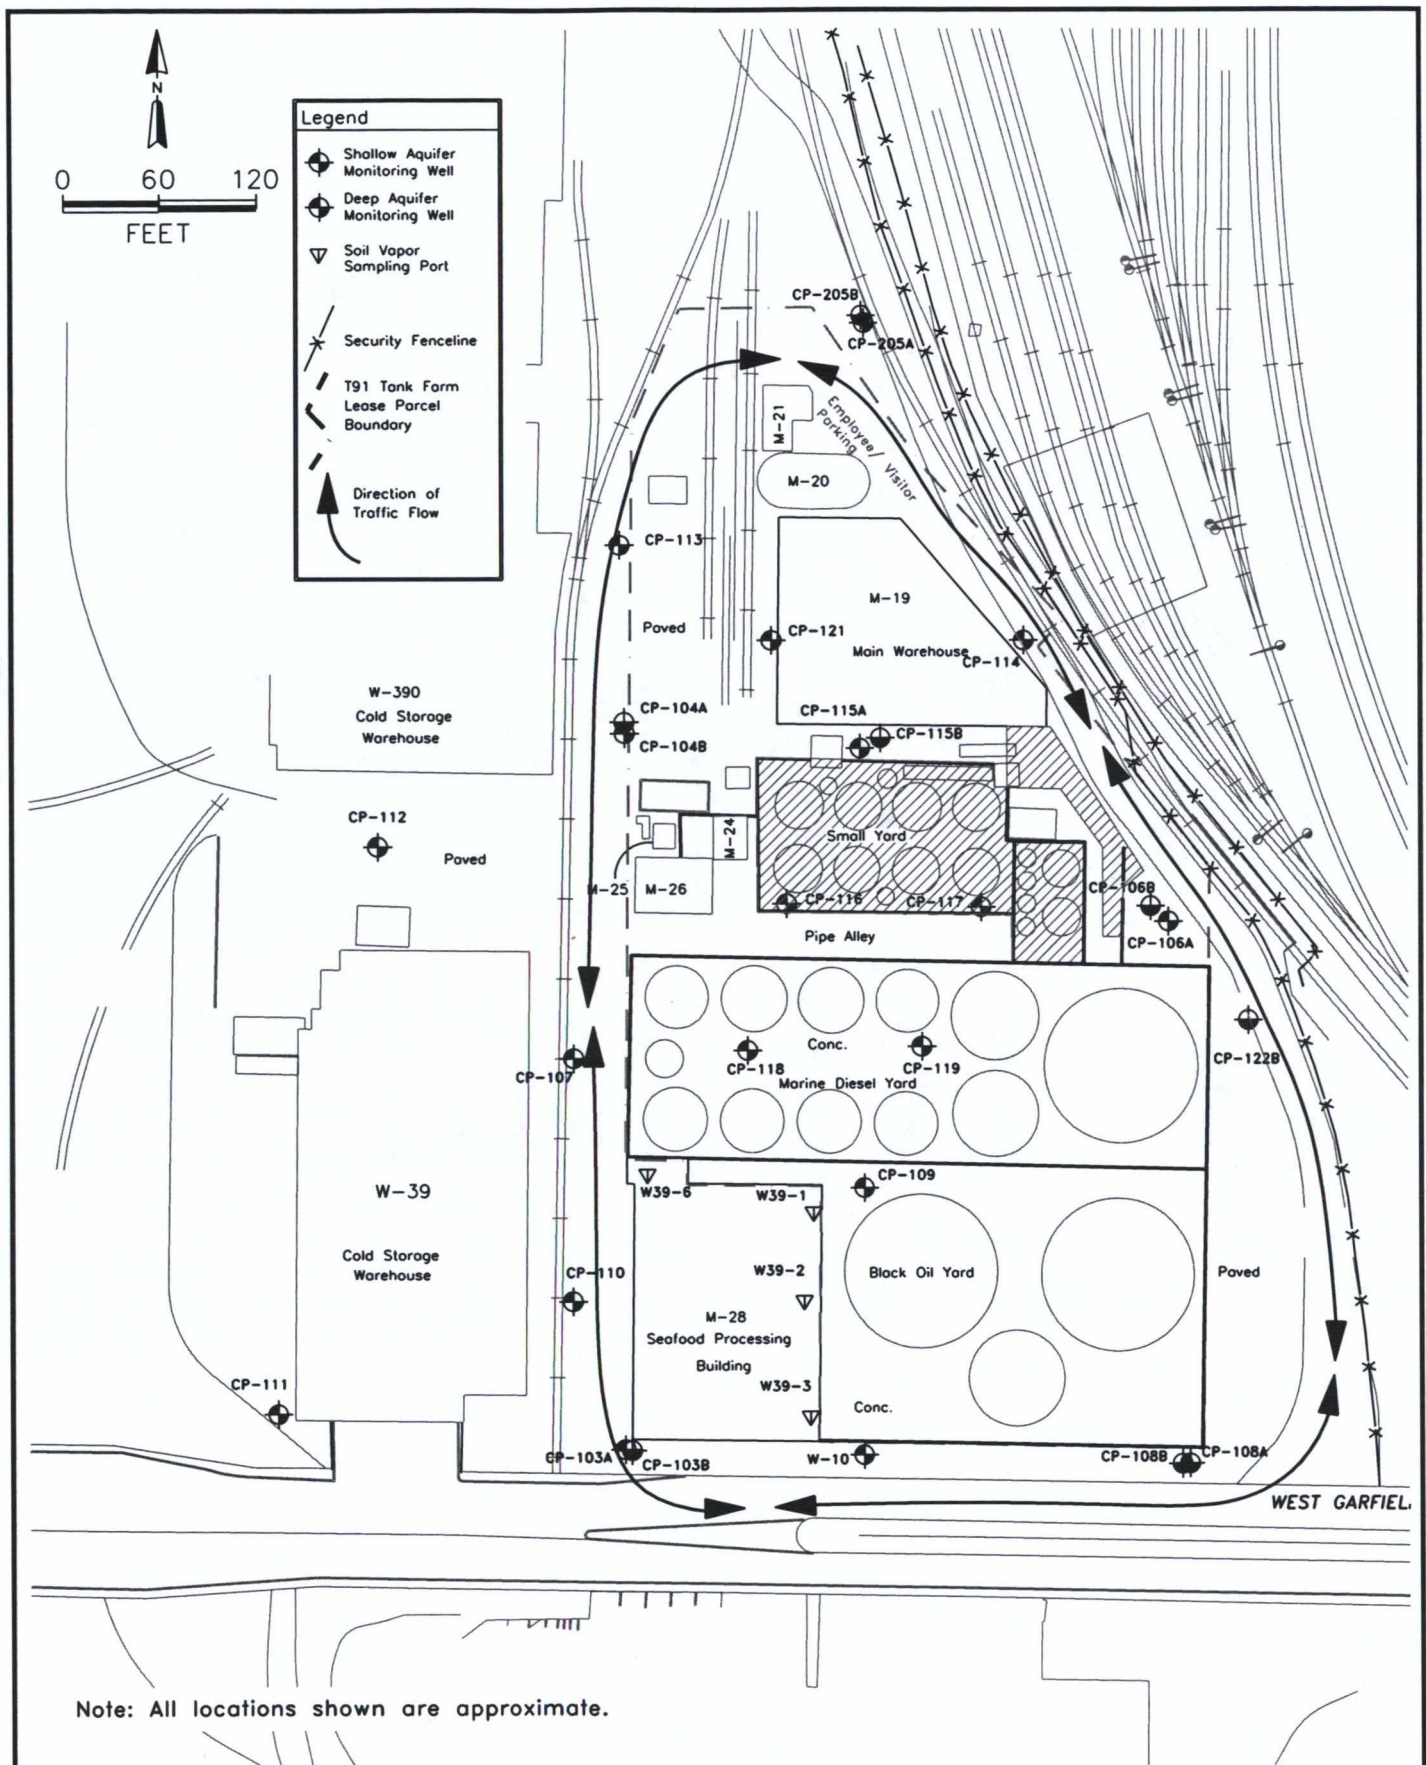 N
0 60 120
FEET
Legend
Shallow Aquifer
Monitoring Well
Deep Aquifer
Monitoring Well
Soil Vapor
Sampling Port
Security Fenceline
T91 Tank Farm
Lease Parcel
Boundary
Direction of
Traffic Flow
CP-205B
CP-205A
M-21
Employee/ Visitor
Parking
M-20
CP-113
M-19
Paved
CP-121
Main Warehouse
CP-114
W-390
Cold Storage
Warehouse
CP-104A
CP-115A
CP-115B
CP-104B
CP-112
Paved
M-24
Small Yard
M-25
M-26
CP-116
CP-117
CP-106B
Pipe Alley
CP-106A
Conc.
CP-107
CP-118
CP-119
CP-122B
Marine Diesel Yard
W-39
W39-6
W39-1
CP-109
Cold Storage
Warehouse
CP-110
W39-2
Black Oil Yard
Paved
M-28
Seafood Processing
Building
CP-111
W39-3
Conc.
CP-103A
CP-103B
W-10
CP-108B
CP-108A
WEST GARFIEL
Note: All locations shown are approximate.